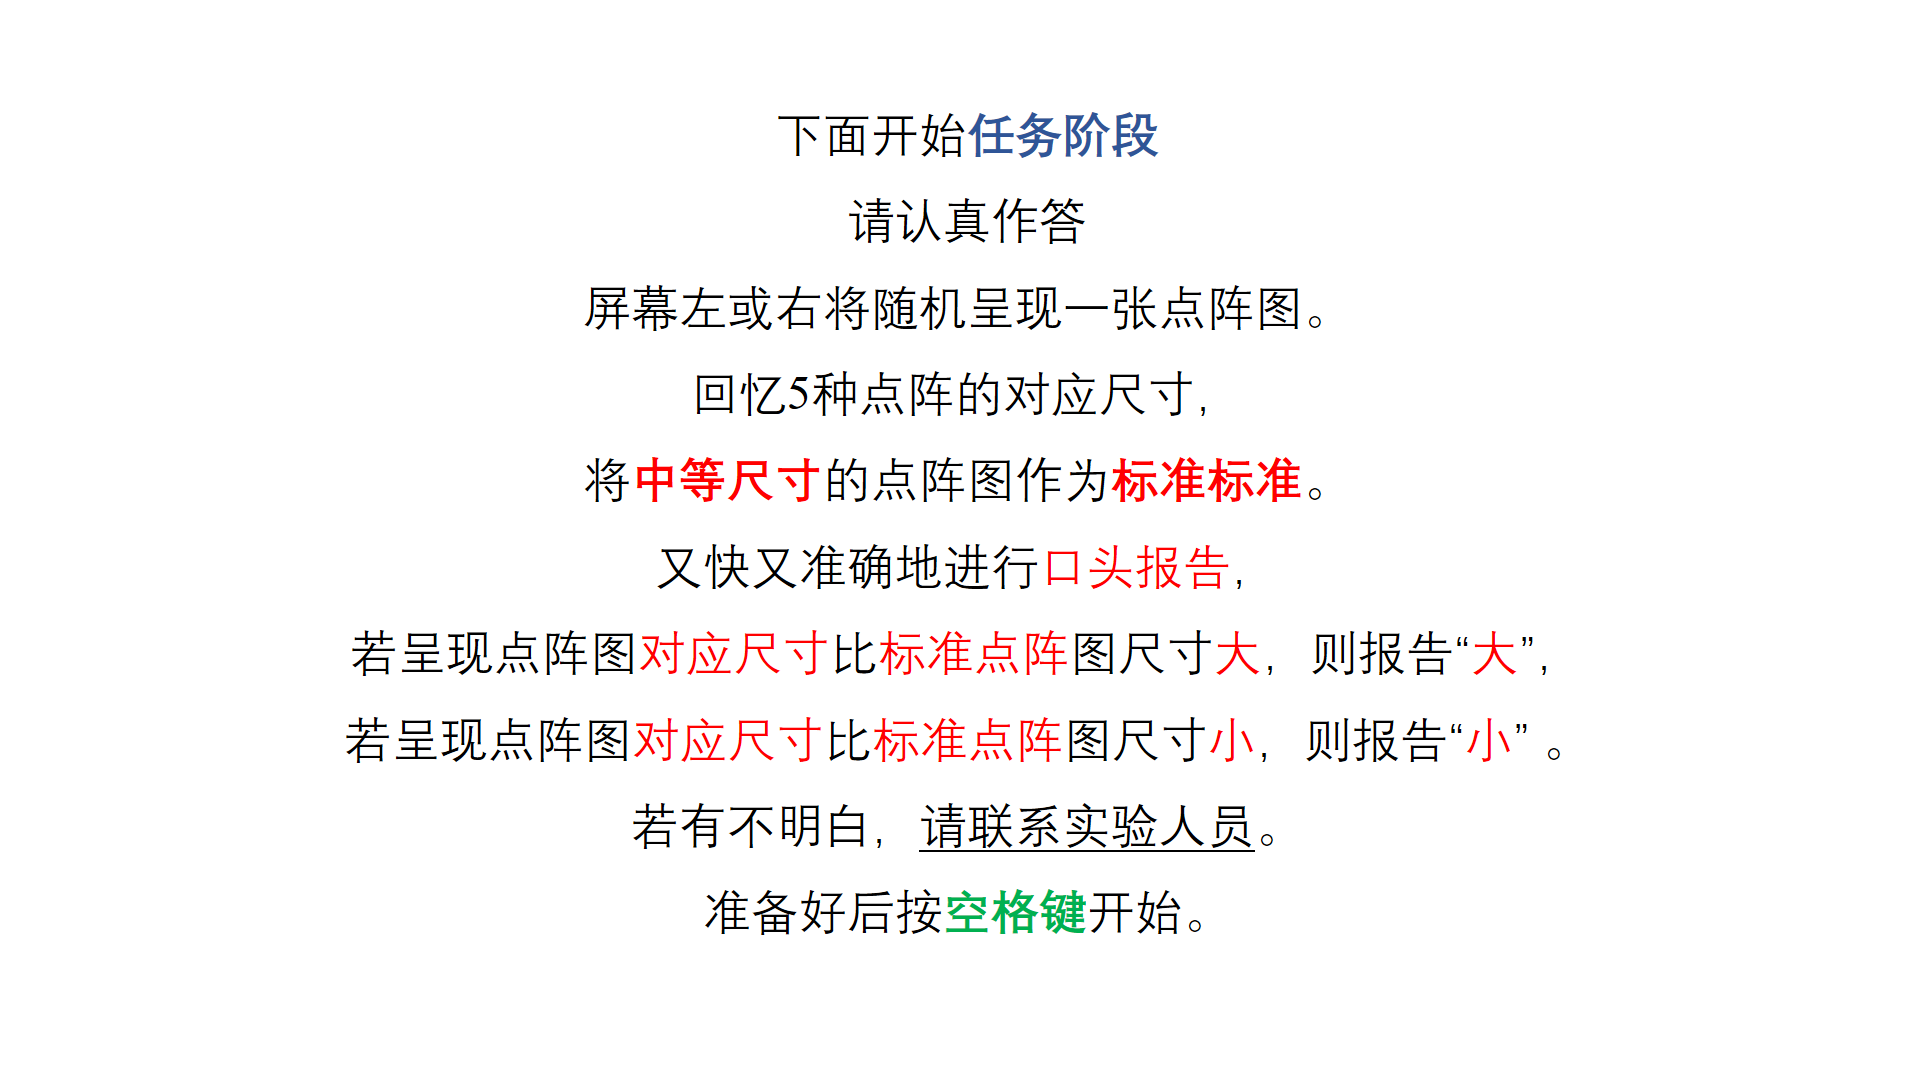 下面开始任务阶段
请认真作答
屏幕左或右将随机呈现一张点阵图。
回忆5种点阵的对应尺寸,
将中等尺寸的点阵图作为标准标准。
又快又准确地进行口头报告,
若呈现点阵图对应尺寸比标准点阵图尺寸大, 则报告“大”,
若呈现点阵图对应尺寸比标准点阵图尺寸小, 则报告“小” 。
若有不明白, 请联系实验人员。
准备好后按空格键开始。